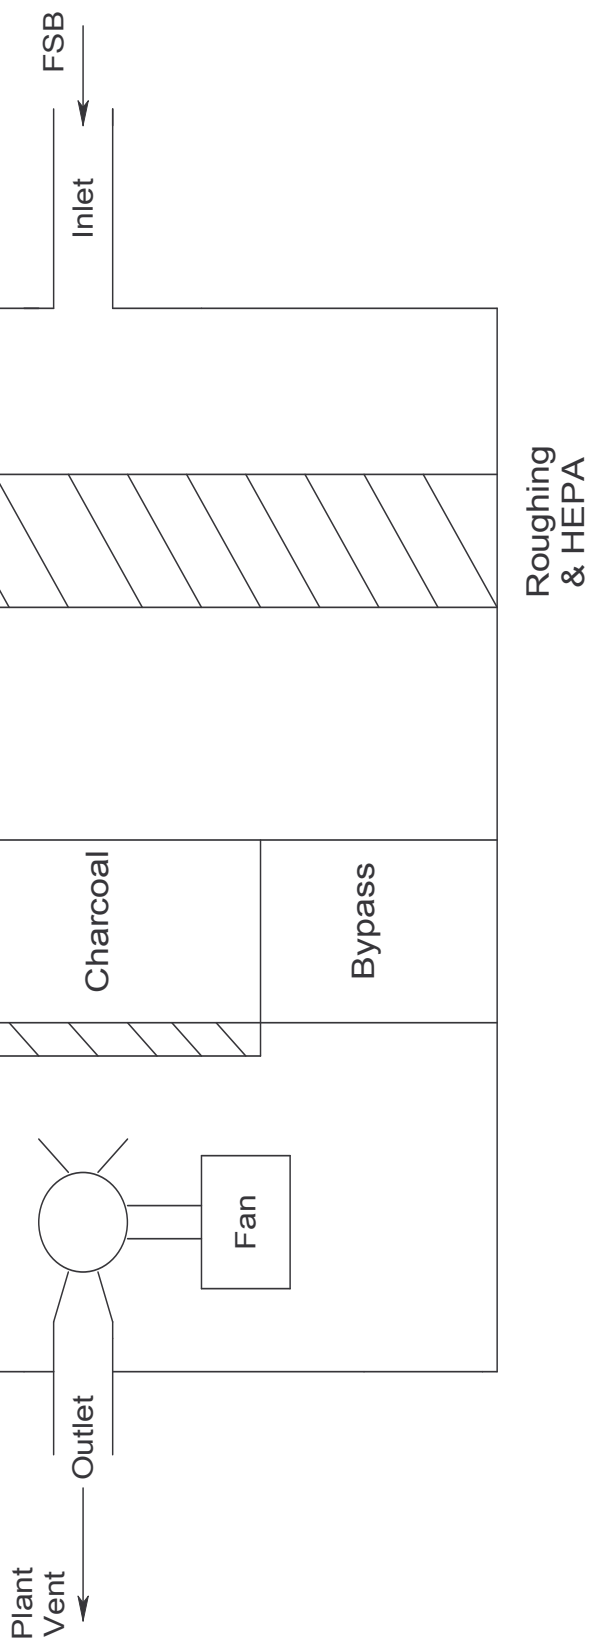 FSB
Inlet
Roughing
& HEPA
Charcoal
Bypass
Fan
Outlet
Plant
Vent